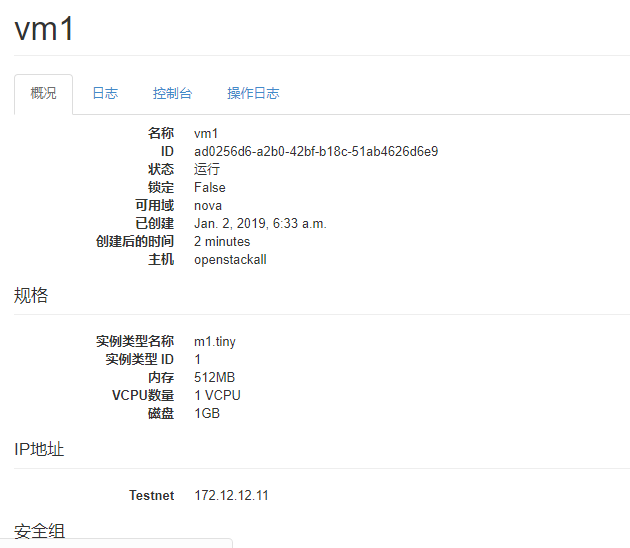 vm1
概况 日志 控制台 操作日志
名称 vm1
ID ad0256d6-a2b0-42bf-b18c-51ab4626d6e9
状态 运行
锁定 False
可用域 nova
已创建 Jan. 2, 2019, 6:33 a.m.
创建后的时间 2 minutes
主机 openstackall
规格
实例类型名称 m1.tiny
实例类型 ID 1
内存 512MB
VCPU数量 1 VCPU
磁盘 1GB
IP地址
Testnet 172.12.12.11
安全组